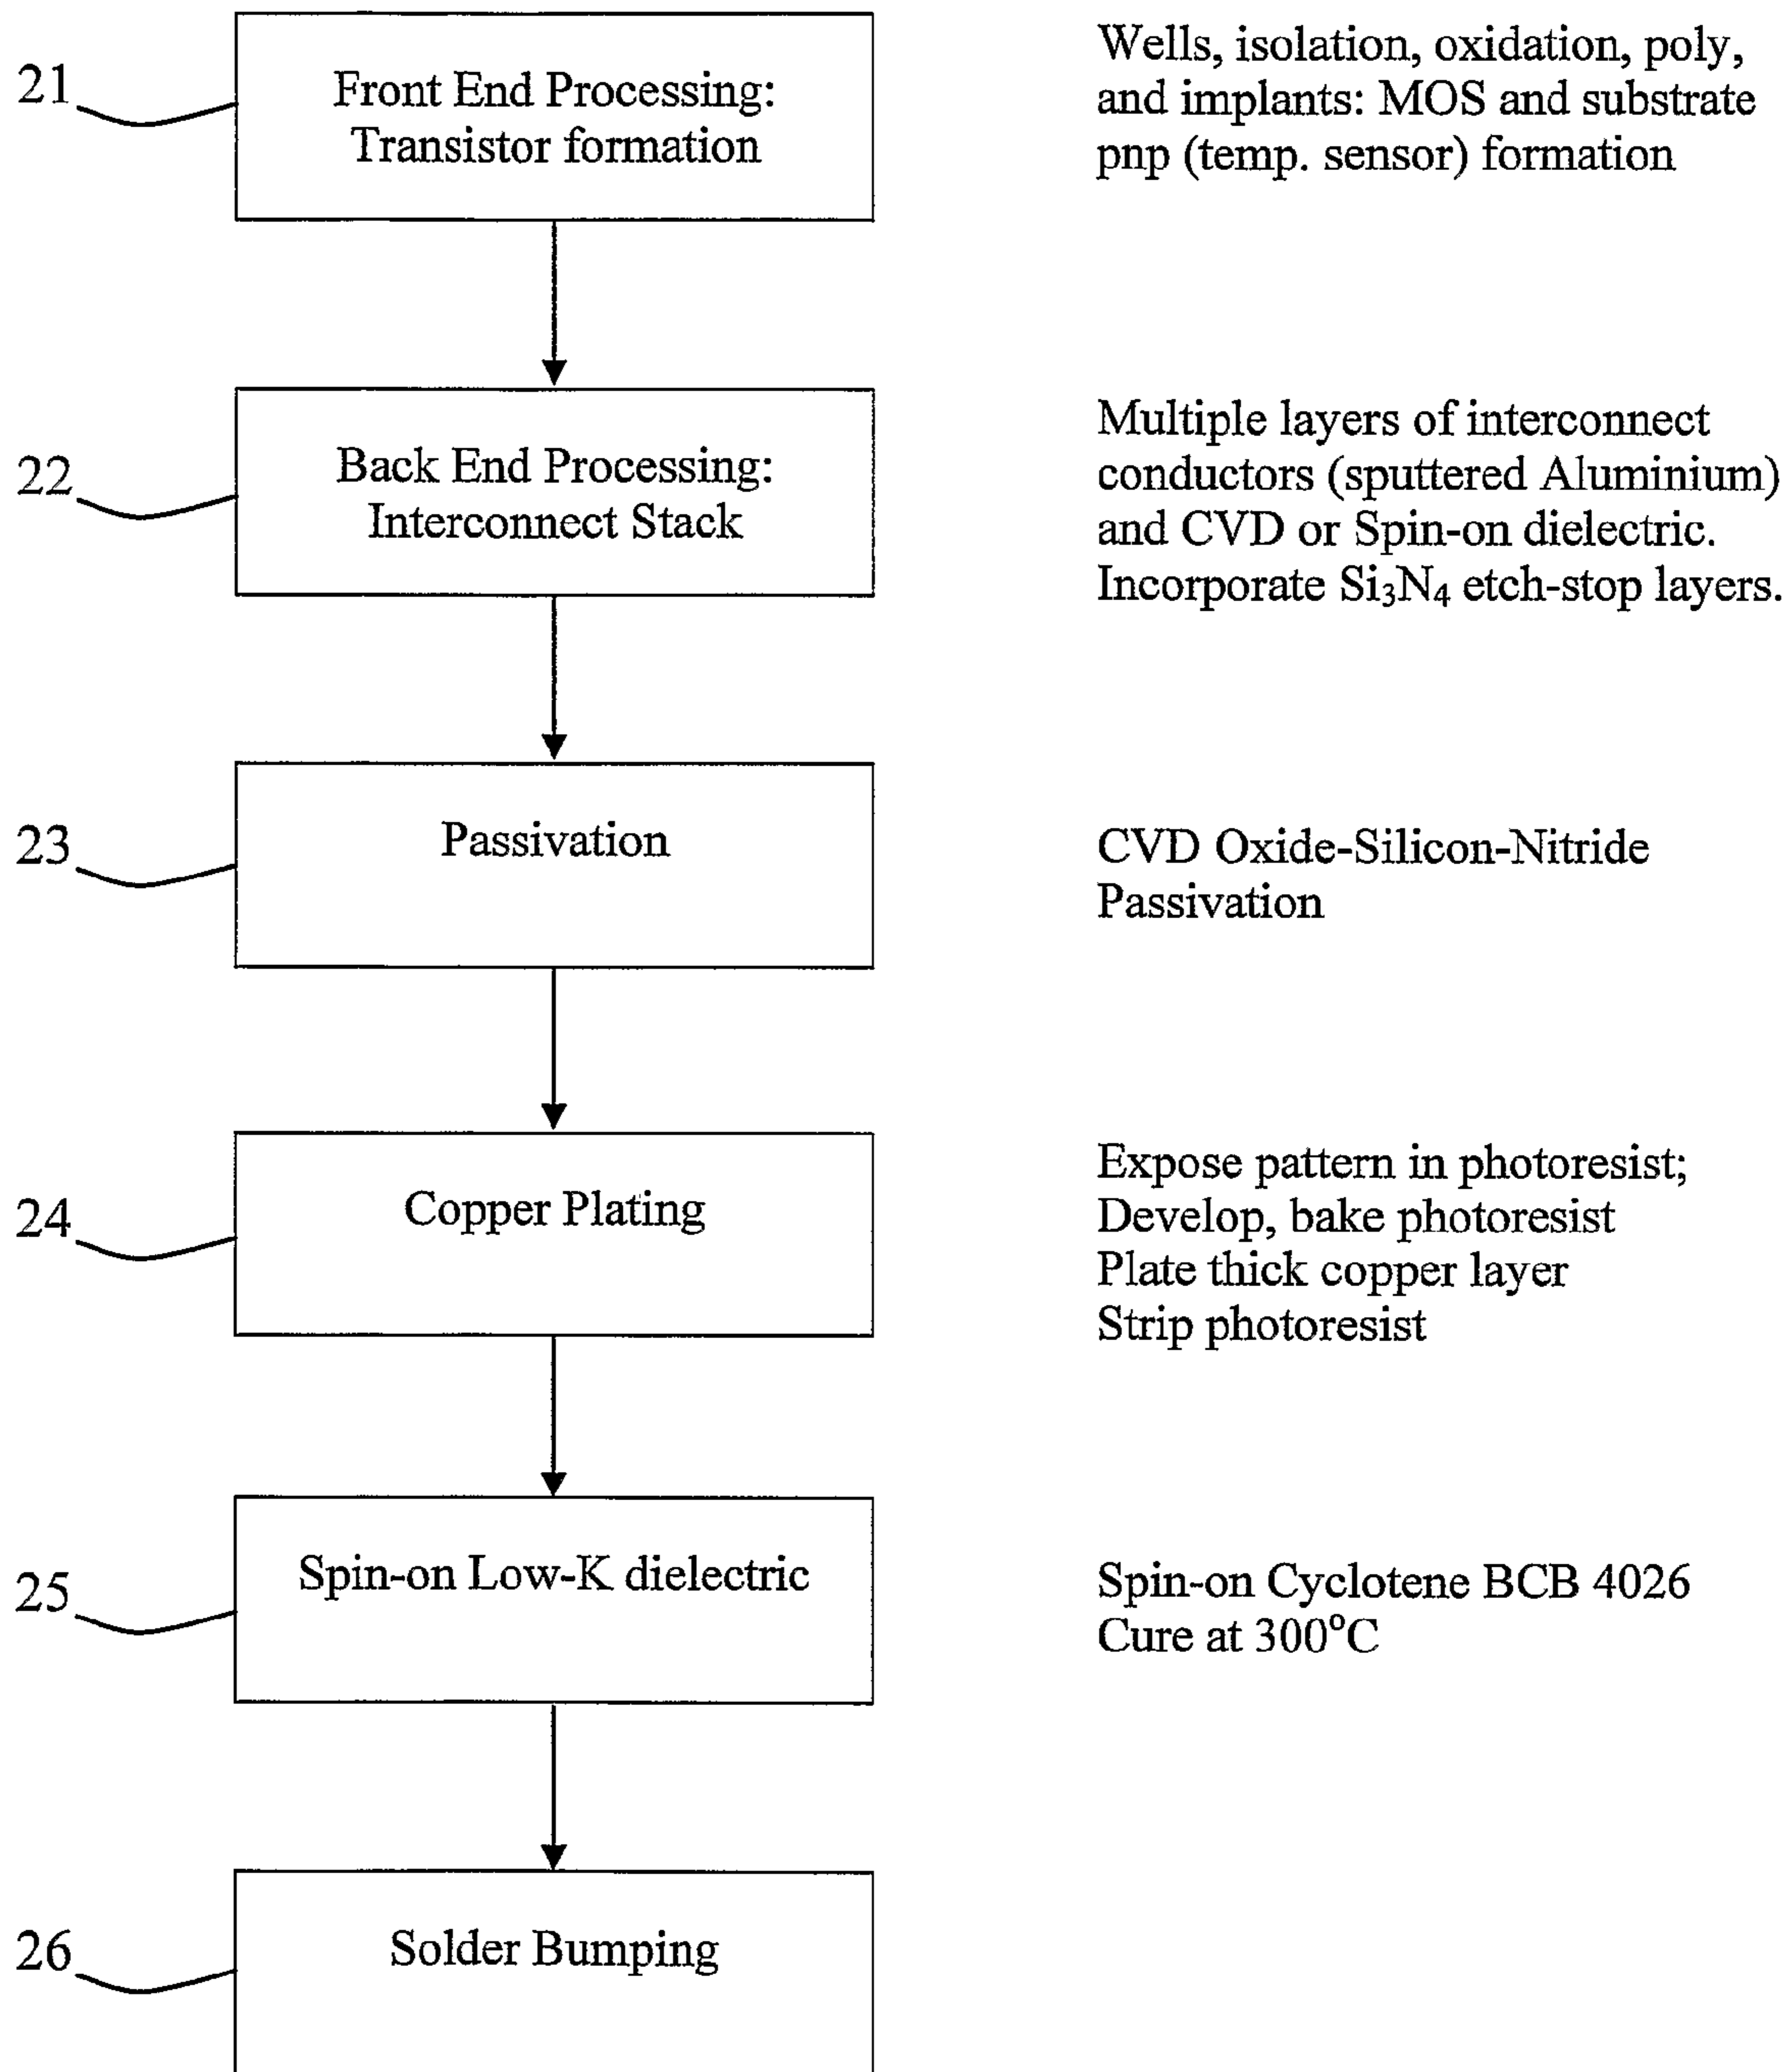 21
Front End Processing:
Transistor formation
Wells, isolation, oxidation, poly,
and implants: MOS and substrate
pnp (temp. sensor) formation
22
Back End Processing:
Interconnect Stack
Multiple layers of interconnect
conductors (sputtered Aluminium)
and CVD or Spin-on dielectric.
Incorporate Si₃N₄ etch-stop layers.
23
Passivation
CVD Oxide-Silicon-Nitride
Passivation
24
Copper Plating
Expose pattern in photoresist;
Develop, bake photoresist
Plate thick copper layer
Strip photoresist
25
Spin-on Low-K dielectric
Spin-on Cyclotene BCB 4026
Cure at 300°C
26
Solder Bumping